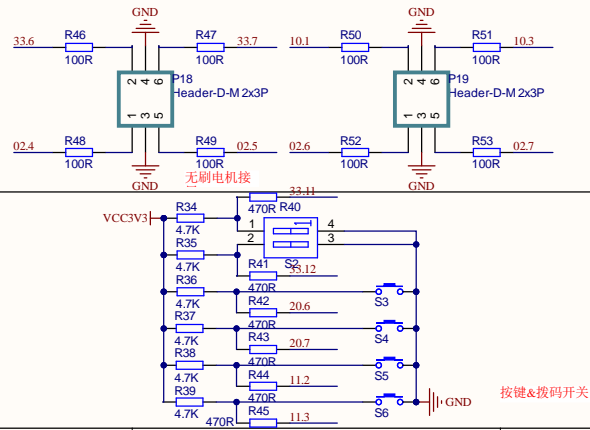 GND GND
33.6 R46 R47 33.7 10.1 R50 R51 10.3
100R 100R 100R 100R
2 4 6 P18 2 4 6 P19
Header-D-M 2x3P Header-D-M 2x3P
1 3 5 1 3 5
02.4 R48 R49 02.5 02.6 R52 R53 02.7
100R 100R 100R 100R
GND GND
无刷电机接
33.11
R34 470R R40
VCC3V3 1 1 4
4.7K 2 3
R35
4.7K R41 S2 33.12
R36 470R
4.7K R42 20.6 S3
R37 470R
4.7K R43 20.7 S4
R38 470R
4.7K R44 11.2 S5
R39 470R
4.7K R45 11.3 S6 GND
470R
按键&拨码开关